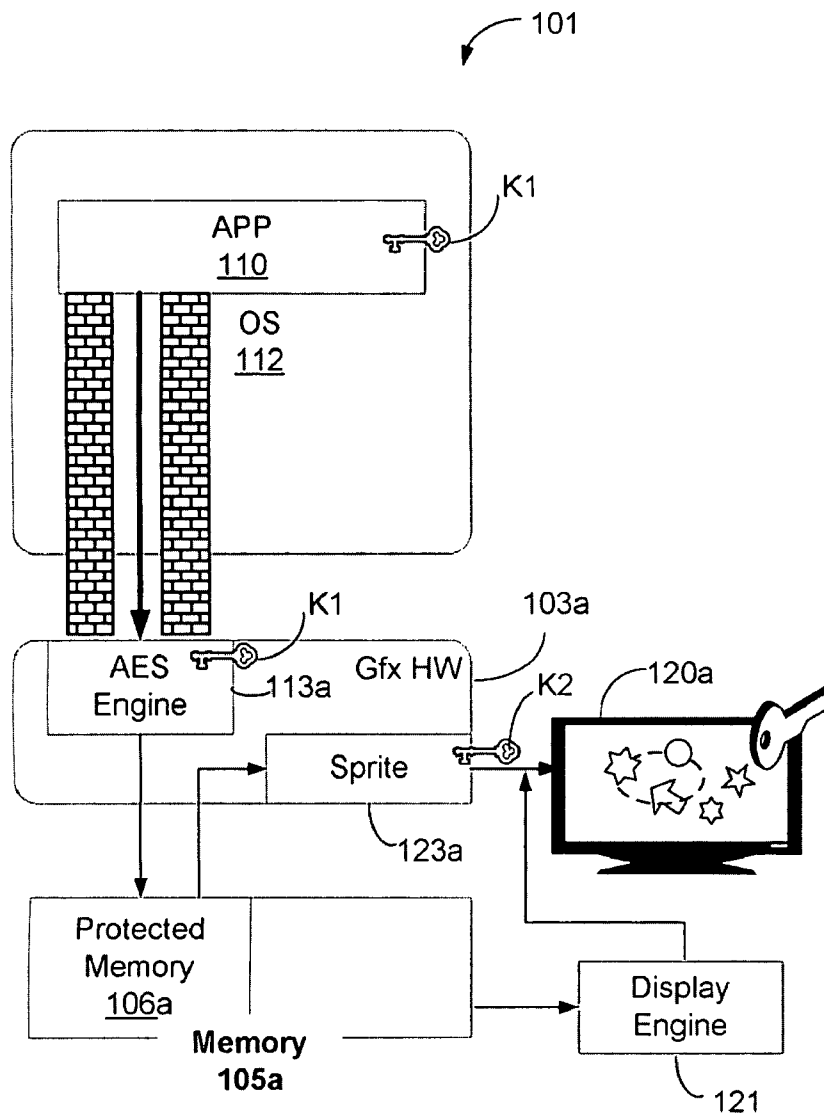 101
K1
APP
110
OS
112
K1
103a
AES
Engine
113a
Gfx HW
K2
120a
Sprite
123a
Protected
Memory
106a
Memory
105a
Display
Engine
121